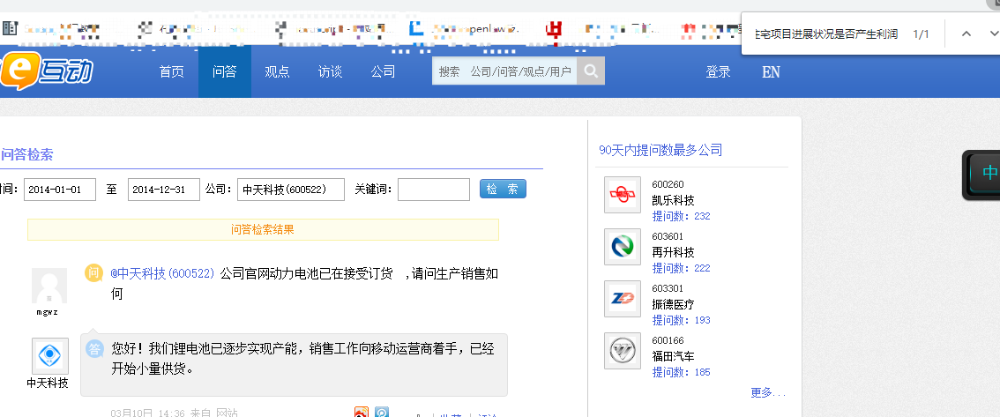 住宅项目进展状况是否产生利润 1/1
e互动
首页 问答 观点 访谈 公司
搜索 公司/问答/观点/用户
登录 EN
中
问答检索
时间: 2014-01-01 至 2014-12-31 公司: 中天科技(600522) 关键词: 检 索
问答检索结果
问
@中天科技(600522) 公司官网动力电池已在接受订货 ,请问生产销售如
何
mgwz
答
您好！我们锂电池已逐步实现产能，销售工作向移动运营商着手，已经
开始小量供货。
中天科技
03月10日 14:36 来自 网站
90天内提问数最多公司
600260
凯乐科技
提问数: 232
603601
再升科技
提问数: 222
603301
振德医疗
提问数: 193
600166
福田汽车
提问数: 185
更多...